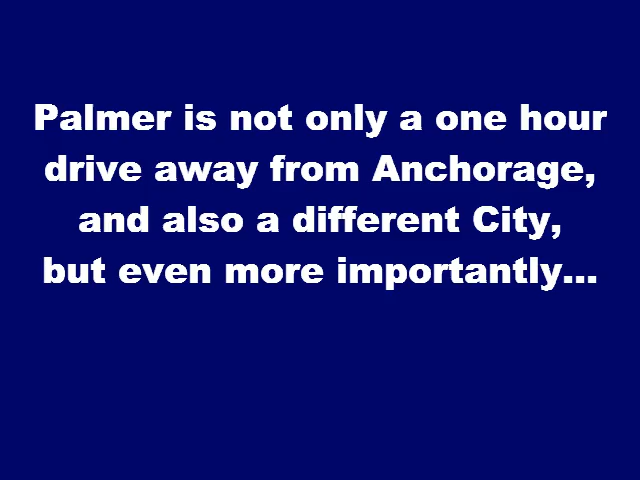 Palmer is not only a one hour
drive away from Anchorage,
and also a different City,
but even more importantly...